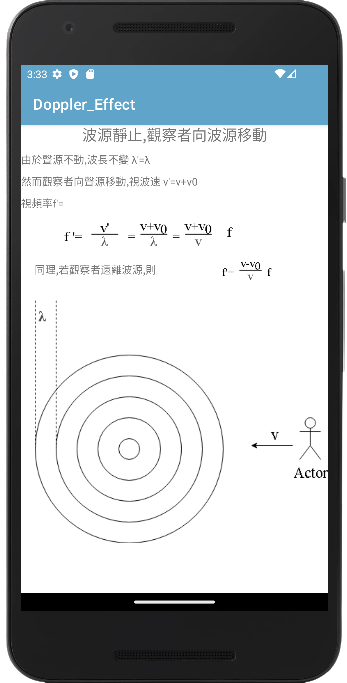 3:33
Doppler_Effect
波源靜止,觀察者向波源移動
由於聲源不動,波長不變 λ'=λ
然而觀察者向聲源移動,視波速 v'=v+v0
視頻率f'=
f'= v'/λ = v+v0/λ = v+v0/v f
同理,若觀察者遠離波源,則 f'= v-v0/v f
λ
v
Actor